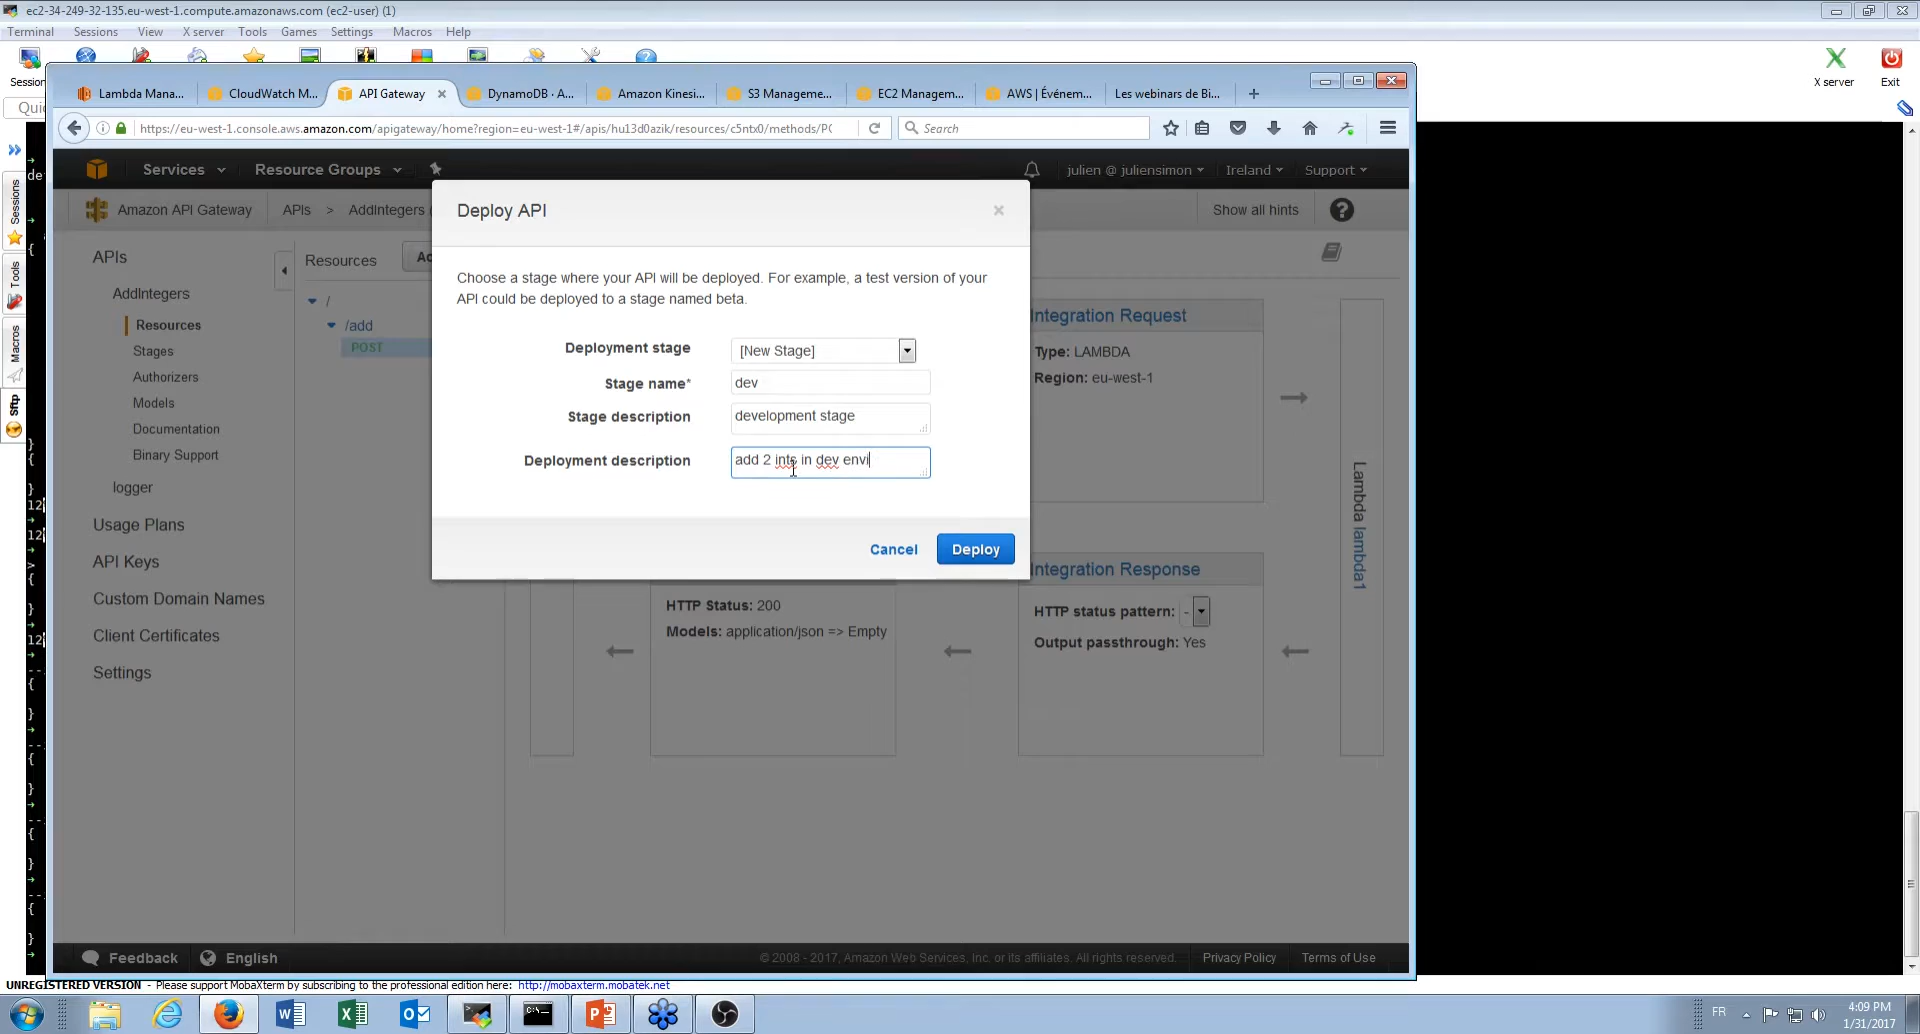 ec2-34-249-32-135.eu-west-1.compute.amazonaws.com (ec2-user) (1)
Terminal Sessions View X server Tools Games Settings Macros Help
Session
X server
Exit
Quic
Lambda Mana...
CloudWatch M...
API Gateway
DynamoDB · A...
Amazon Kinesi...
S3 Manageme...
EC2 Managem...
AWS | Événem...
Les webinars de Bi...
https://eu-west-1.console.aws.amazon.com/apigateway/home?region=eu-west-1#/apis/hu13d0azik/resources/c5ntx0/methods/PC
Search
Services
Resource Groups
julien @ juliensimon
Ireland
Support
Amazon API Gateway
APIs > AddIntegers (
Show all hints
Sessions
Tools
Macros
Sftp
de
{
}
{
}
12
12
>
{
}
12
--
{
}
--
{
}
--
{
}
--
{
}
APIs
AddIntegers
Resources
Stages
Authorizers
Models
Documentation
Binary Support
logger
Usage Plans
API Keys
Custom Domain Names
Client Certificates
Settings
Resources
Ac
/
/add
POST
Deploy API
Choose a stage where your API will be deployed. For example, a test version of your
API could be deployed to a stage named beta.
Deployment stage [New Stage]
Stage name* dev
Stage description development stage
Deployment description add 2 ints in dev envi
Cancel
Deploy
Integration Request
Type: LAMBDA
Region: eu-west-1
Lambda lambda1
HTTP Status: 200
Models: application/json => Empty
Integration Response
HTTP status pattern: -
Output passthrough: Yes
Feedback
English
© 2008 - 2017, Amazon Web Services, Inc. or its affiliates. All rights reserved.
Privacy Policy
Terms of Use
UNREGISTERED VERSION - Please support MobaXterm by subscribing to the professional edition here: http://mobaxterm.mobatek.net
FR
4:09 PM
1/31/2017